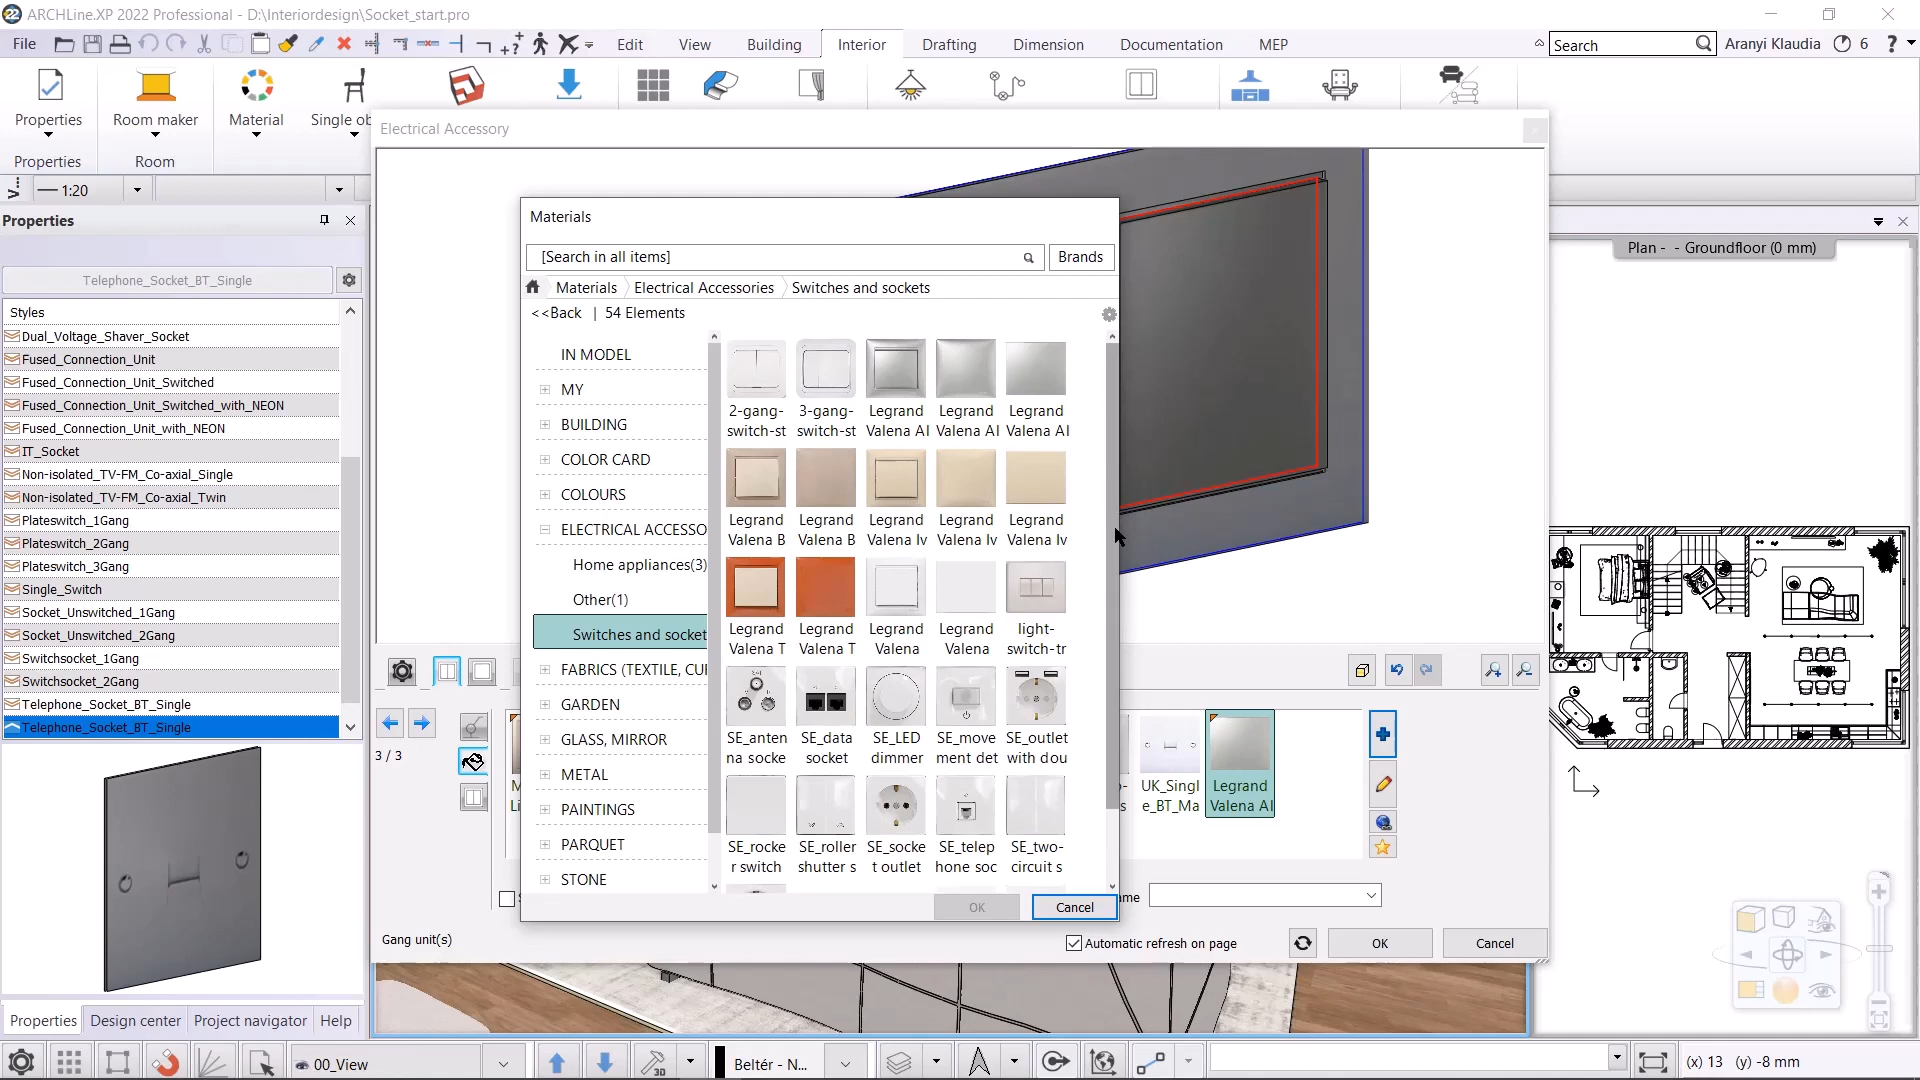 ARCHLine.XP 2022 Professional - D:\Interiordesign\Socket_start.pro
File
Edit
View
Building
Interior
Drafting
Dimension
Documentation
MEP
Search
Aranyi Klaudia
6
?
Properties
Room maker
Material
Single ob
Properties
Room
Electrical Accessory
1:20
Properties
Telephone_Socket_BT_Single
Styles
Dual_Voltage_Shaver_Socket
Fused_Connection_Unit
Fused_Connection_Unit_Switched
Fused_Connection_Unit_Switched_with_NEON
Fused_Connection_Unit_with_NEON
IT_Socket
Non-isolated_TV-FM_Co-axial_Single
Non-isolated_TV-FM_Co-axial_Twin
Plateswitch_1Gang
Plateswitch_2Gang
Plateswitch_3Gang
Single_Switch
Socket_Unswitched_1Gang
Socket_Unswitched_2Gang
Switchsocket_1Gang
Switchsocket_2Gang
Telephone_Socket_BT_Single
Telephone_Socket_BT_Single
Properties
Design center
Project navigator
Help
Materials
[Search in all items]
Brands
Materials
Electrical Accessories
Switches and sockets
<<Back | 54 Elements
IN MODEL
MY
BUILDING
COLOR CARD
COLOURS
ELECTRICAL ACCESSO
Home appliances(3)
Other(1)
Switches and socket
FABRICS (TEXTILE, CUR
GARDEN
GLASS, MIRROR
METAL
PAINTINGS
PARQUET
STONE
2-gang-
switch-st
3-gang-
switch-st
Legrand
Valena Al
Legrand
Valena Al
Legrand
Valena Al
Legrand
Valena B
Legrand
Valena B
Legrand
Valena Iv
Legrand
Valena Iv
Legrand
Valena Iv
Legrand
Valena T
Legrand
Valena T
Legrand
Valena
Legrand
Valena
light-
switch-tr
SE_anten
na socke
SE_data
socket
SE_LED
dimmer
SE_move
ment det
SE_outlet
with dou
SE_rocke
r switch
SE_roller
shutter s
SE_socke
t outlet
SE_telep
hone soc
SE_two-
circuit s
OK
Cancel
3 / 3
UK_Singl
e_BT_Ma
Legrand
Valena Al
Gang unit(s)
Automatic refresh on page
OK
Cancel
Plan - - Groundfloor (0 mm)
00_View
3D
Beltér - N...
(x) 13 (y) -8 mm